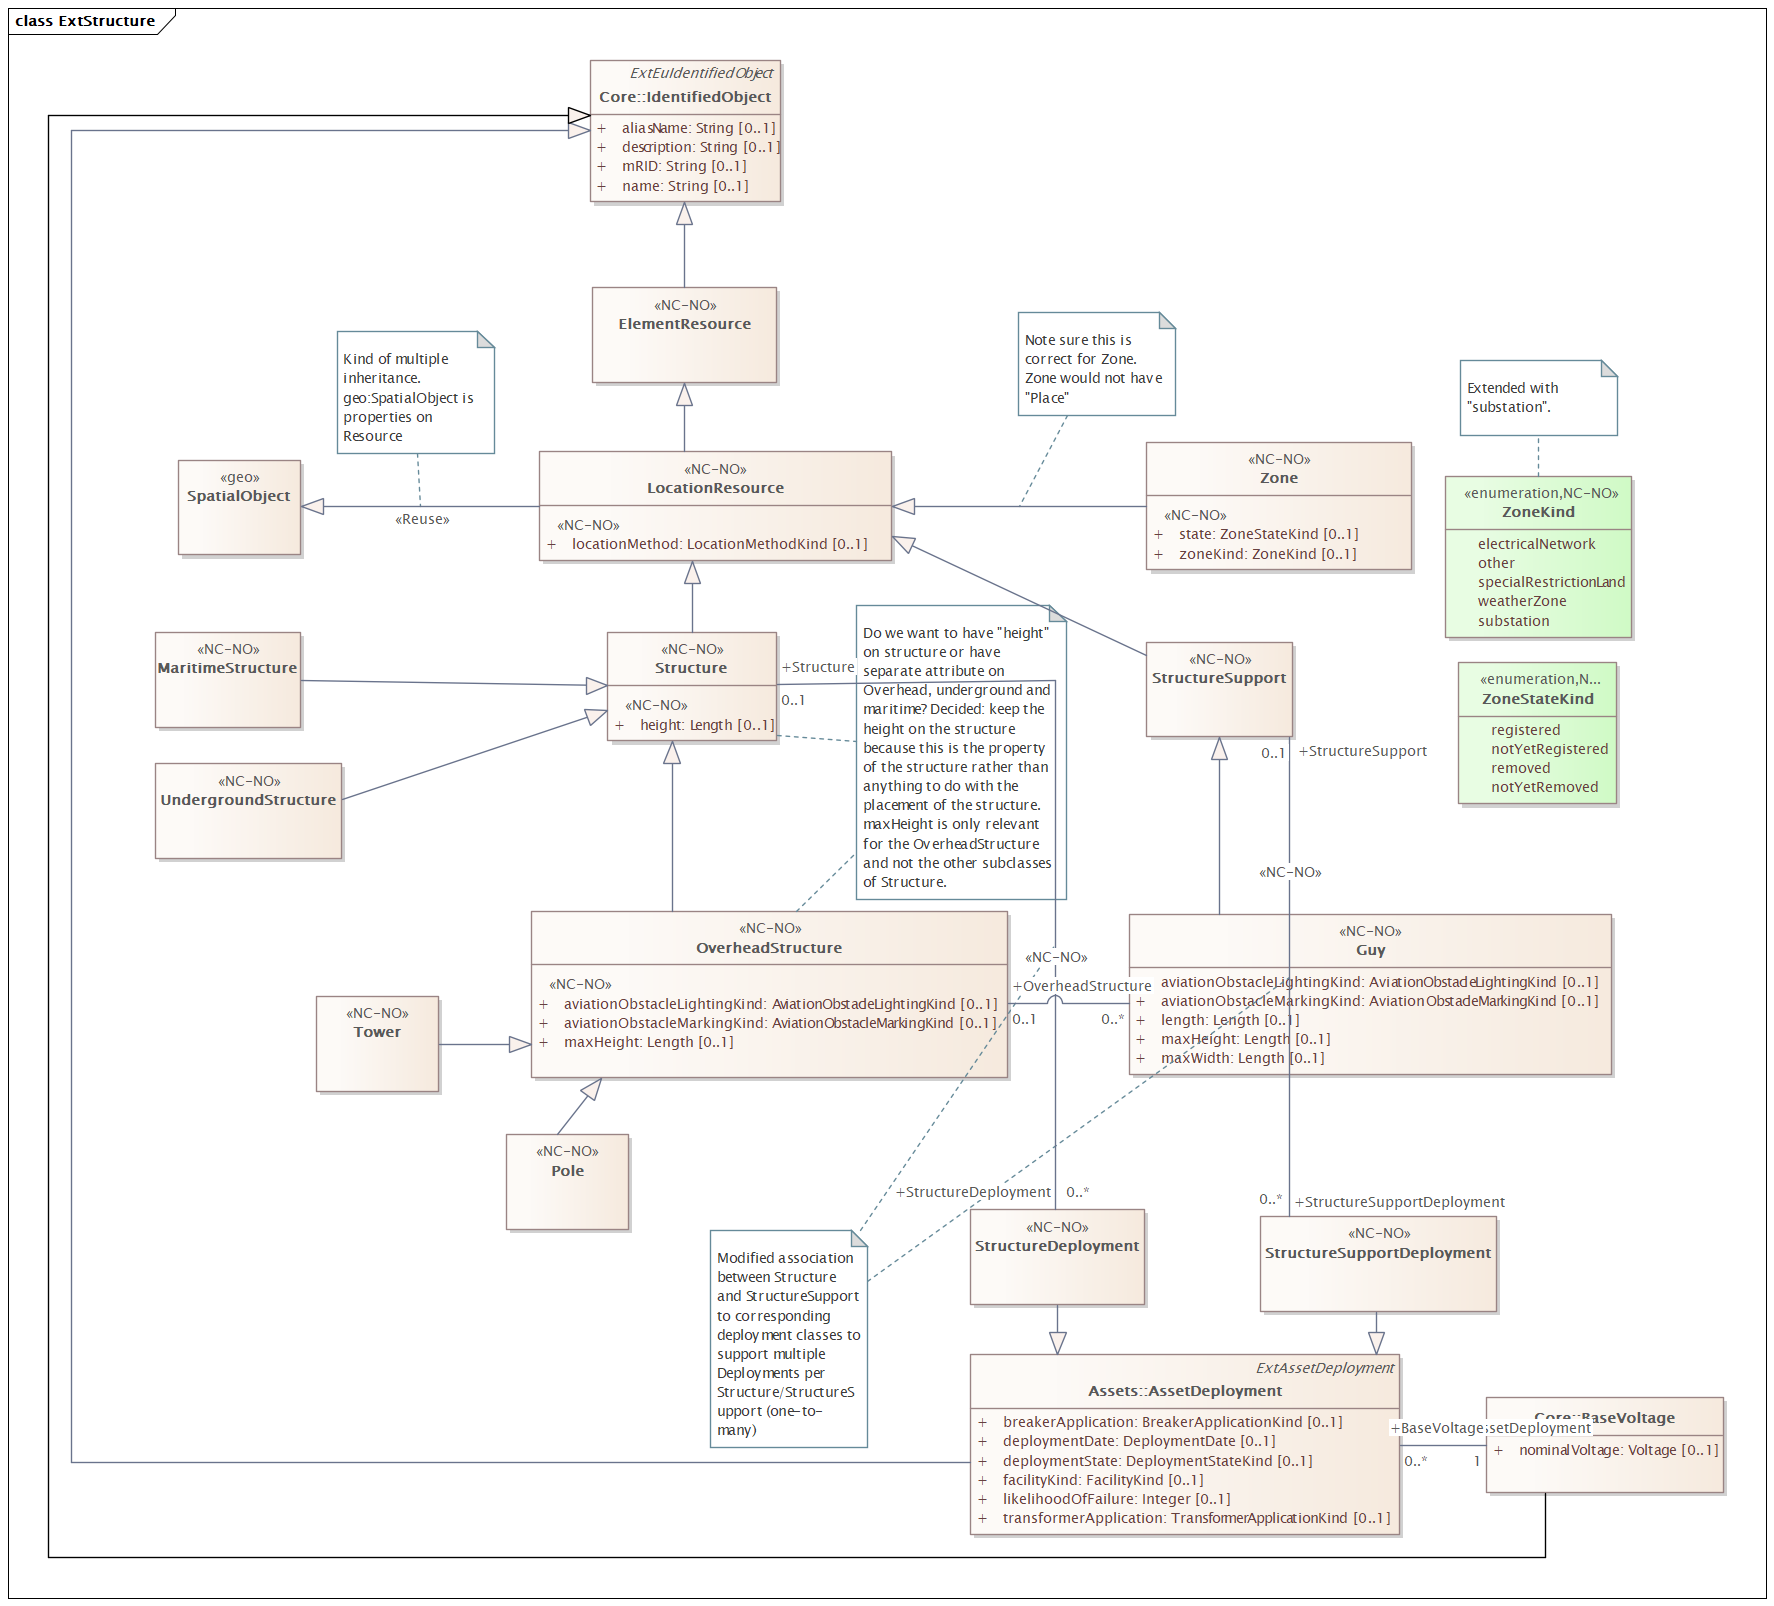 class ExtStructure
ExtEuIdentifiedObject
Core::IdentifiedObject
+ aliasName: String [0..1]
+ description: String [0..1]
+ mRID: String [0..1]
+ name: String [0..1]
«NC-NO»
ElementResource
Kind of multiple
inheritance.
geo:SpatialObject is
properties on
Resource
Note sure this is
correct for Zone.
Zone would not have
"Place"
Extended with
"substation".
«geo»
SpatialObject
«Reuse»
«NC-NO»
LocationResource
«NC-NO»
+ locationMethod: LocationMethodKind [0..1]
«NC-NO»
Zone
«NC-NO»
+ state: ZoneStateKind [0..1]
+ zoneKind: ZoneKind [0..1]
«enumeration,NC-NO»
ZoneKind
electricalNetwork
other
specialRestrictionLand
weatherZone
substation
«NC-NO»
MaritimeStructure
«NC-NO»
Structure
«NC-NO»
+ height: Length [0..1]
+Structure
0..1
Do we want to have "height"
on structure or have
separate attribute on
Overhead, underground and
maritime? Decided: keep the
height on the structure
because this is the property
of the structure rather than
anything to do with the
placement of the structure.
maxHeight is only relevant
for the OverheadStructure
and not the other subclasses
of Structure.
«NC-NO»
StructureSupport
0..1
+StructureSupport
«enumeration,N...
ZoneStateKind
registered
notYetRegistered
removed
notYetRemoved
«NC-NO»
UndergroundStructure
«NC-NO»
«NC-NO»
OverheadStructure
«NC-NO»
+ aviationObstacleLightingKind: AviationObstacleLightingKind [0..1]
+ aviationObstacleMarkingKind: AviationObstacleMarkingKind [0..1]
+ maxHeight: Length [0..1]
«NC-NO»
+OverheadStructure
0..1
0..*
«NC-NO»
Guy
aviationObstacleLightingKind: AviationObstacleLightingKind [0..1]
+ aviationObstacleMarkingKind: AviationObstacleMarkingKind [0..1]
+ length: Length [0..1]
+ maxHeight: Length [0..1]
+ maxWidth: Length [0..1]
«NC-NO»
Tower
«NC-NO»
Pole
+StructureDeployment
0..*
0..*
+StructureSupportDeployment
«NC-NO»
StructureDeployment
«NC-NO»
StructureSupportDeployment
Modified association
between Structure
and StructureSupport
to corresponding
deployment classes to
support multiple
Deployments per
Structure/StructureS
upport (one-to-
many)
ExtAssetDeployment
Assets::AssetDeployment
+ breakerApplication: BreakerApplicationKind [0..1]
+ deploymentDate: DeploymentDate [0..1]
+ deploymentState: DeploymentStateKind [0..1]
+ facilityKind: FacilityKind [0..1]
+ likelihoodOfFailure: Integer [0..1]
+ transformerApplication: TransformerApplicationKind [0..1]
+BaseVoltage
ssetDeployment
0..*
1
Core::BaseVoltage
+ nominalVoltage: Voltage [0..1]